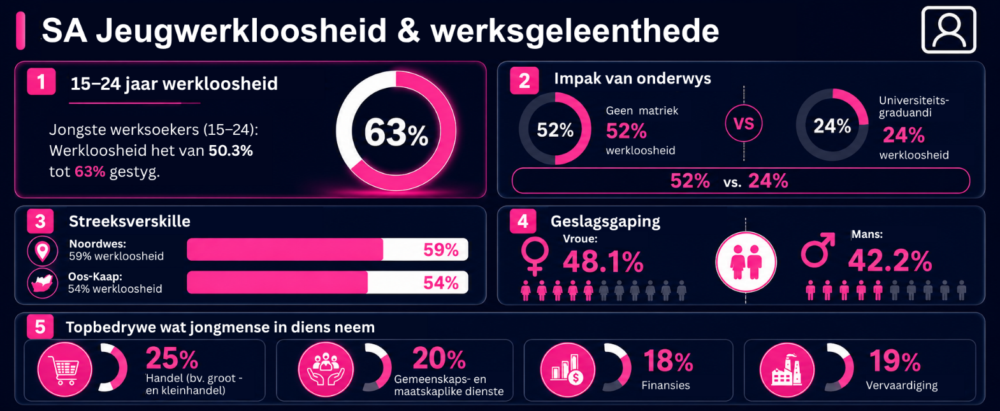 SA Jeugwerkloosheid & werksgeleenthede
1
15–24 jaar werkloosheid
Jongste werksoekers (15–24):
Werkloosheid het van 50.3%
tot 63% gestyg.
63%
2
Impak van onderwys
52%
Geen matriek
52%
werkloosheid
VS
24%
Universiteits-
graduandi
24%
werkloosheid
52% vs. 24%
3
Streeksverskille
Noordwes:
59% werkloosheid
59%
Oos-Kaap:
54% werkloosheid
54%
4
Geslagsgaping
Vroue:
48.1%
Mans:
42.2%
5
Topbedrywe wat jongmense in diens neem
25%
Handel (bv. groot -
en kleinhandel)
20%
Gemeenskaps- en
maatskaplike dienste
$
18%
Finansies
19%
Vervaardiging